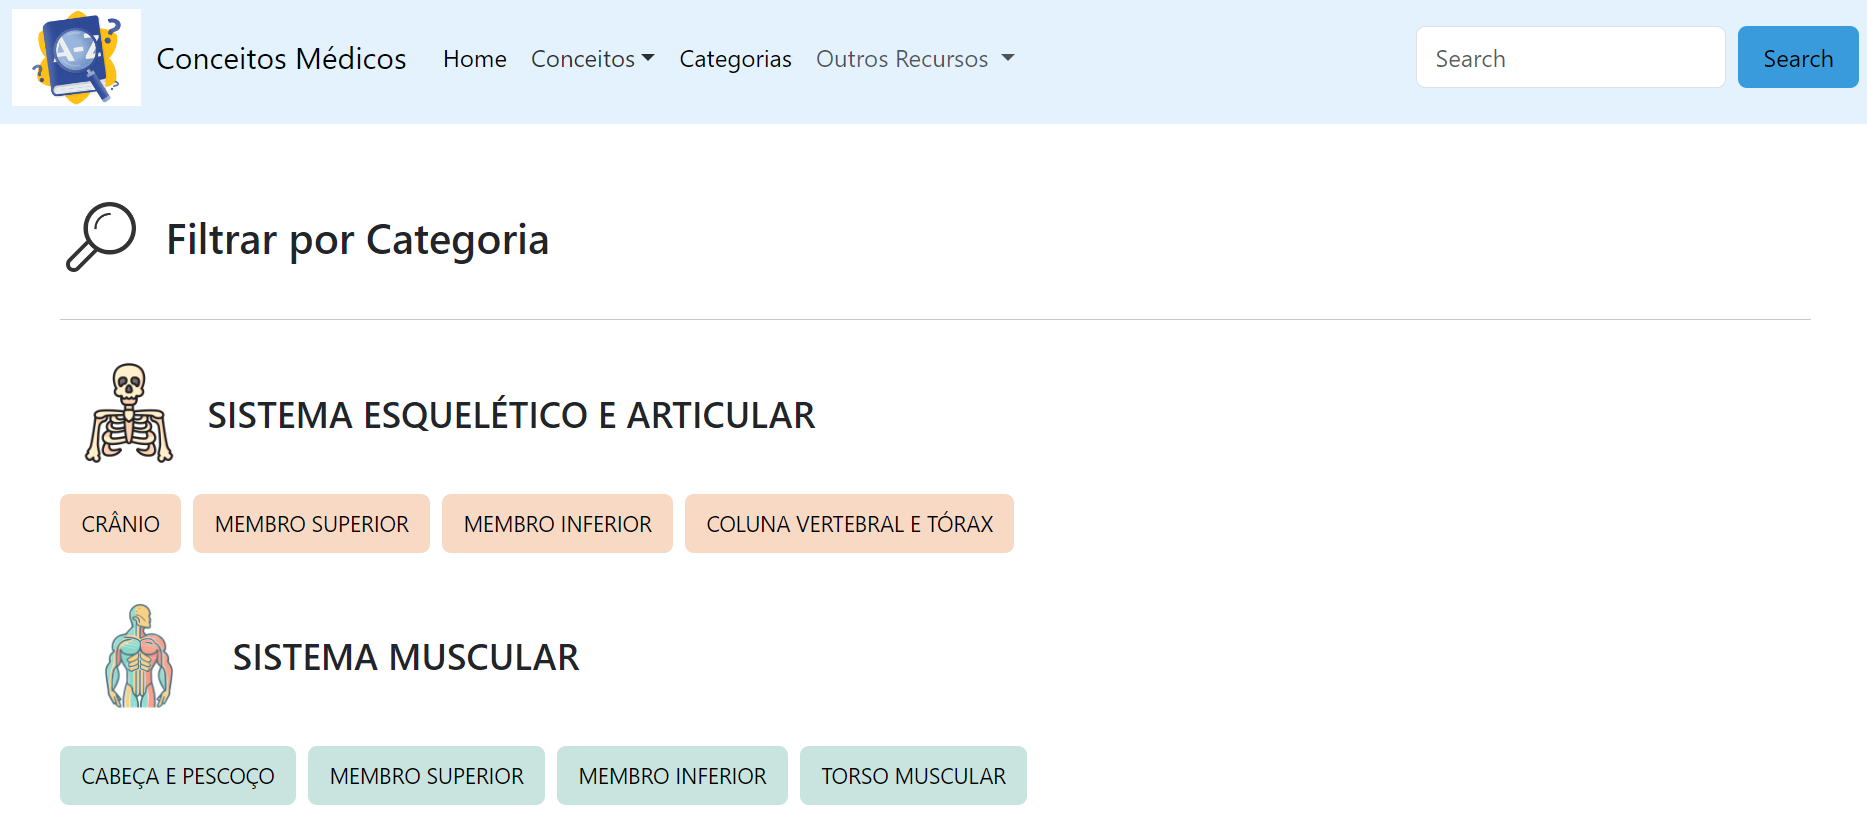 A-Z
Conceitos Médicos Home Conceitos Categorias Outros Recursos Search Search
Filtrar por Categoria
SISTEMA ESQUELÉTICO E ARTICULAR
CRÂNIO MEMBRO SUPERIOR MEMBRO INFERIOR COLUNA VERTEBRAL E TÓRAX
SISTEMA MUSCULAR
CABEÇA E PESCOÇO MEMBRO SUPERIOR MEMBRO INFERIOR TORSO MUSCULAR